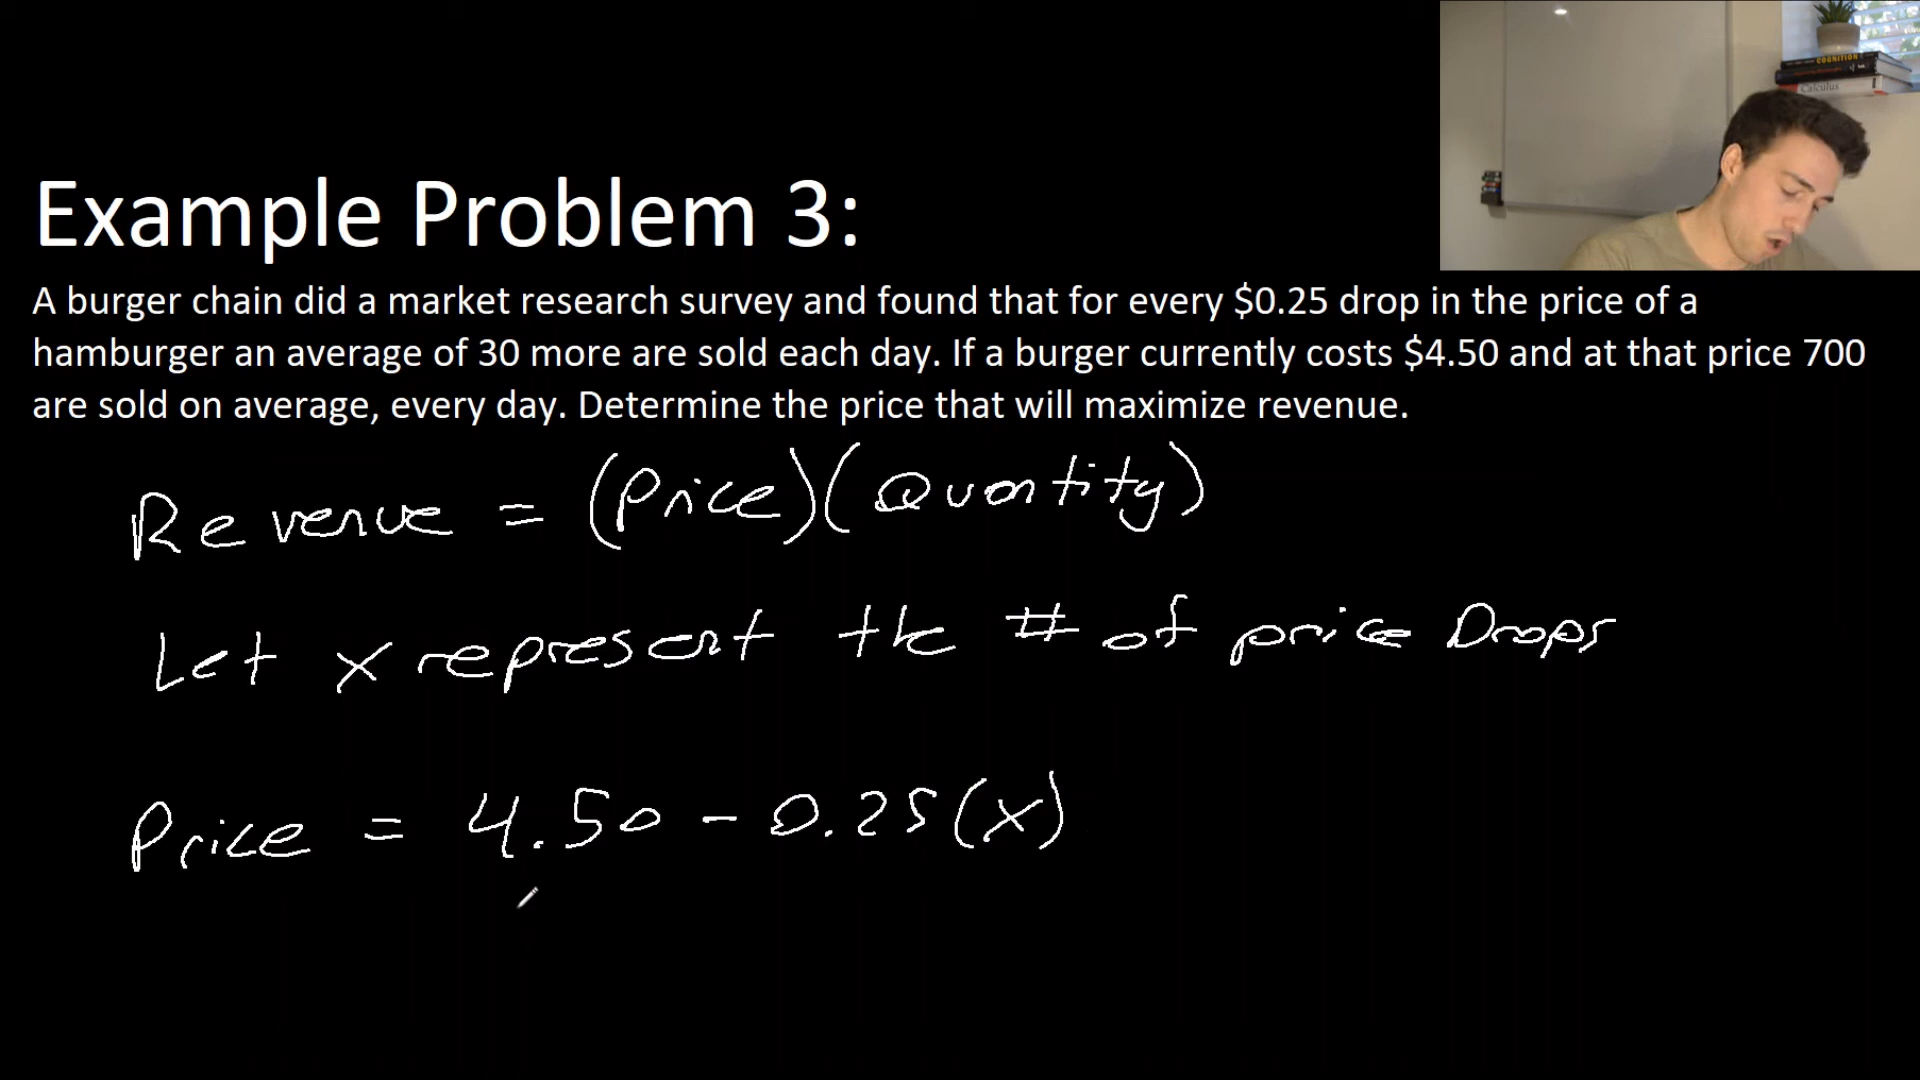 COGNITION
Calculus
Example Problem 3:
A burger chain did a market research survey and found that for every $0.25 drop in the price of a
hamburger an average of 30 more are sold each day. If a burger currently costs $4.50 and at that price 700
are sold on average, every day. Determine the price that will maximize revenue.
Revenue = (Price)(Quantity)
Let x represent the # of price Drops
Price = 4.50 - 0.25(x)